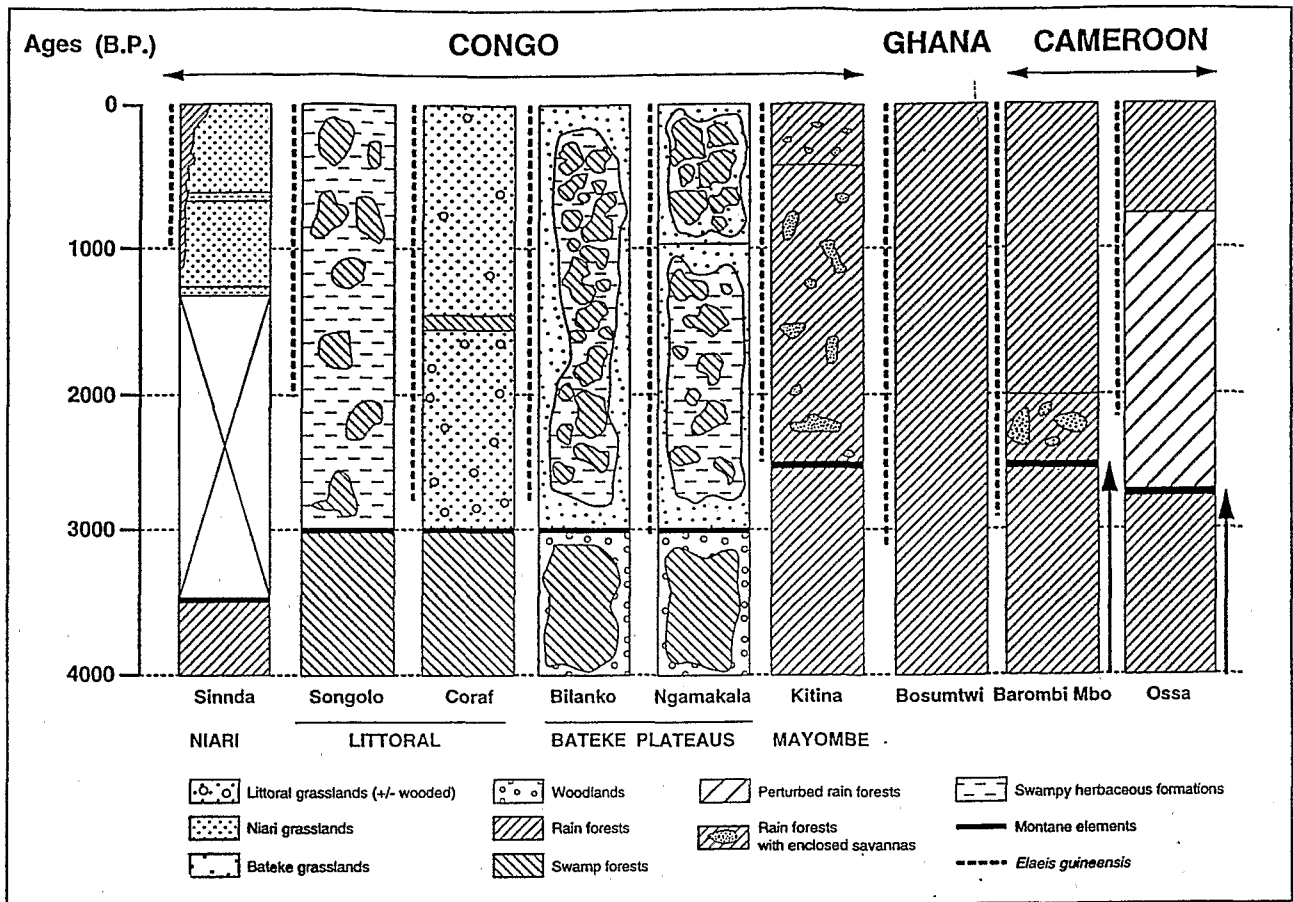 Ages (B.P.) CONGO GHANA CAMEROON
0
1000
2000
3000
4000
Sinnda Songolo Coraf Bilanko Ngamakala Kitina Bosumtwi Barombi Mbo Ossa
NIARI LITTORAL BATEKE PLATEAUS MAYOMBE
Littoral grasslands (+/- wooded) Woodlands Perturbed rain forests Swampy herbaceous formations
Niari grasslands Rain forests Rain forests with enclosed savannas Montane elements
Bateke grasslands Swamp forests Elaeis guineensis